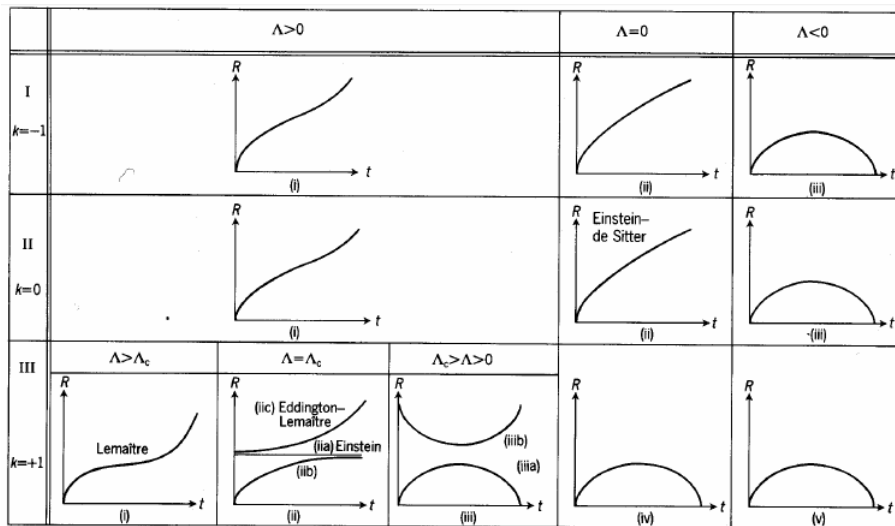 Λ>0
Λ=0
Λ<0
I
k=−1
R
t
(i)
R
t
(ii)
R
t
(iii)
II
k=0
R
t
(i)
Einstein–
de Sitter
R
t
(ii)
R
t
(iii)
III
k=+1
Λ>Λc
Λ=Λc
Λc>Λ>0
R
Lemaître
t
(i)
R
(iic) Eddington–
Lemaître
(iia) Einstein
(iib)
t
(ii)
R
(iiib)
(iiia)
t
(iii)
R
t
(iv)
R
t
(v)